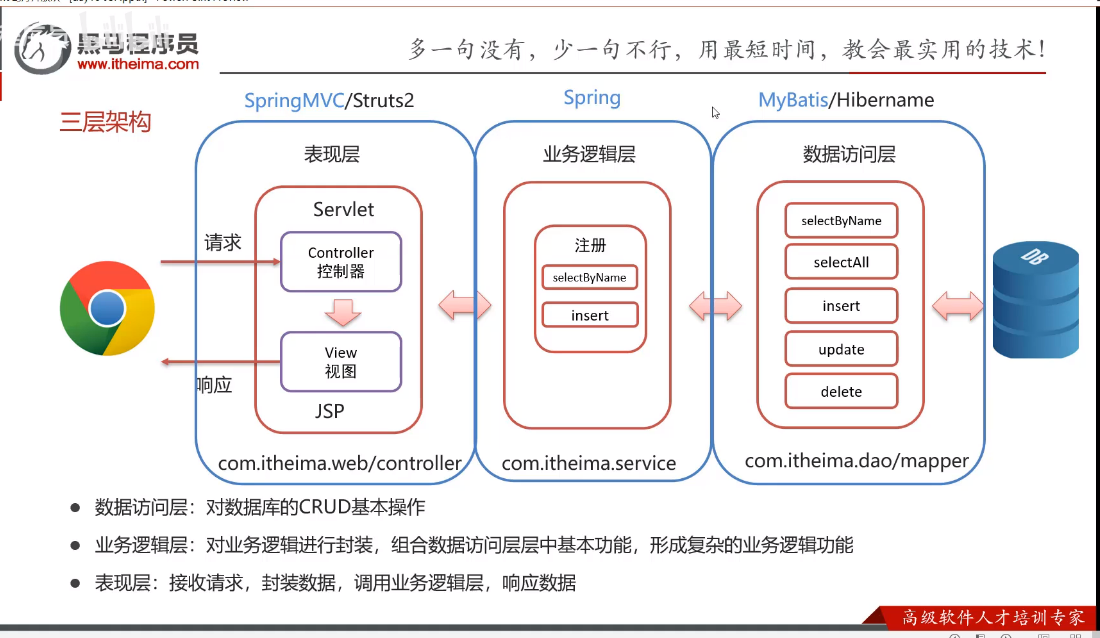 黑马程序员
www.itheima.com
多一句没有，少一句不行，用最短时间，教会最实用的技术！
三层架构
SpringMVC/Struts2
Spring
MyBatis/Hibername
表现层
业务逻辑层
数据访问层
Servlet
请求
Controller
控制器
View
视图
响应
JSP
注册
selectByName
insert
selectByName
selectAll
insert
update
delete
DB
com.itheima.web/controller
com.itheima.service
com.itheima.dao/mapper
● 数据访问层：对数据库的CRUD基本操作
● 业务逻辑层：对业务逻辑进行封装，组合数据访问层层中基本功能，形成复杂的业务逻辑功能
● 表现层：接收请求，封装数据，调用业务逻辑层，响应数据
高级软件人才培训专家